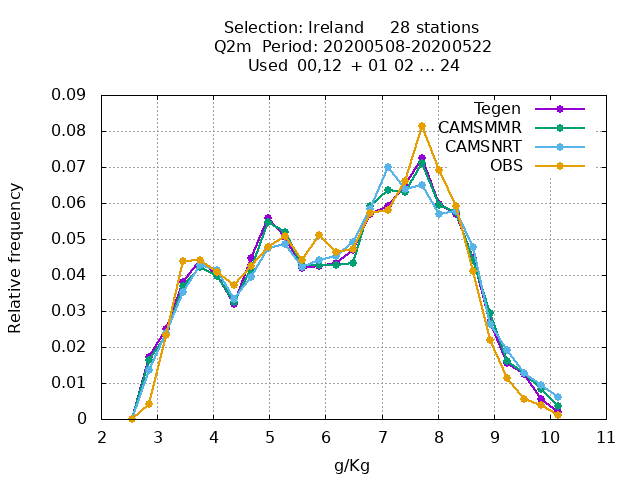 Selection: Ireland 28 stations
Q2m Period: 20200508-20200522
Used 00,12 + 01 02 ... 24
Relative frequency
0.09
0.08
0.07
0.06
0.05
0.04
0.03
0.02
0.01
0
Tegen
CAMSMMR
CAMSNRT
OBS
2 3 4 5 6 7 8 9 10 11
g/Kg